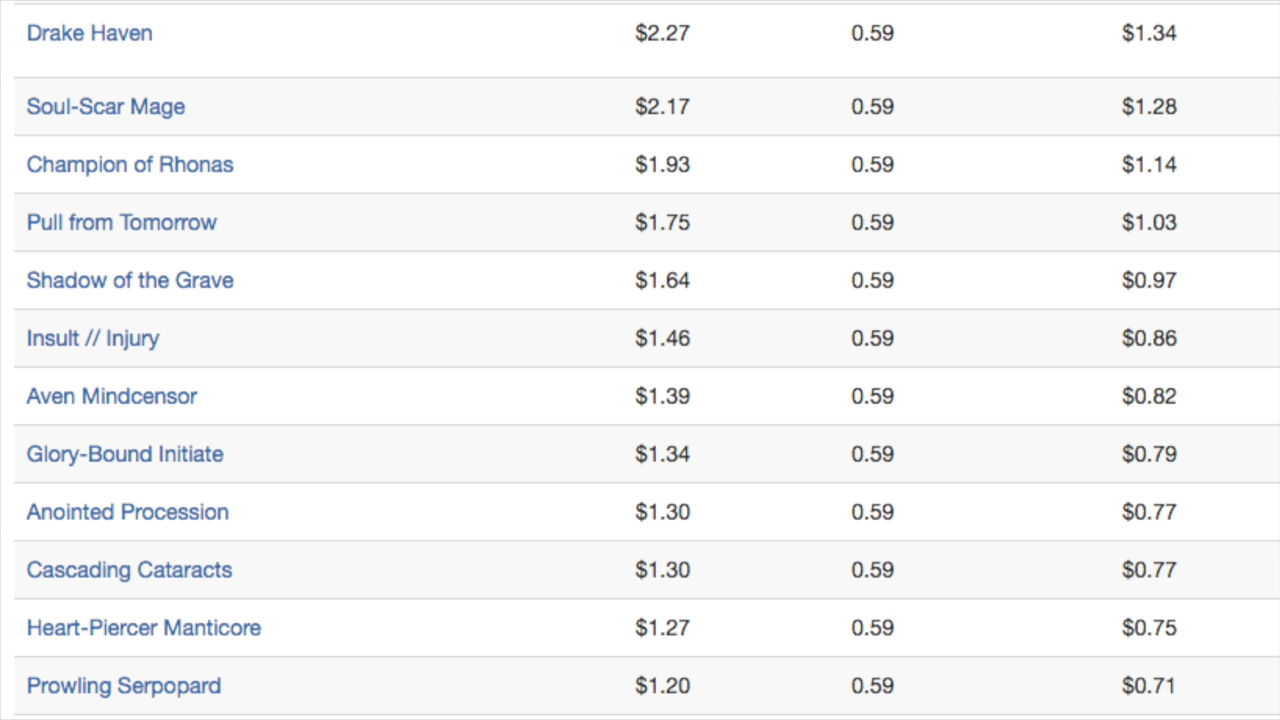 Drake Haven $2.27 0.59 $1.34
Soul-Scar Mage $2.17 0.59 $1.28
Champion of Rhonas $1.93 0.59 $1.14
Pull from Tomorrow $1.75 0.59 $1.03
Shadow of the Grave $1.64 0.59 $0.97
Insult // Injury $1.46 0.59 $0.86
Aven Mindcensor $1.39 0.59 $0.82
Glory-Bound Initiate $1.34 0.59 $0.79
Anointed Procession $1.30 0.59 $0.77
Cascading Cataracts $1.30 0.59 $0.77
Heart-Piercer Manticore $1.27 0.59 $0.75
Prowling Serpopard $1.20 0.59 $0.71